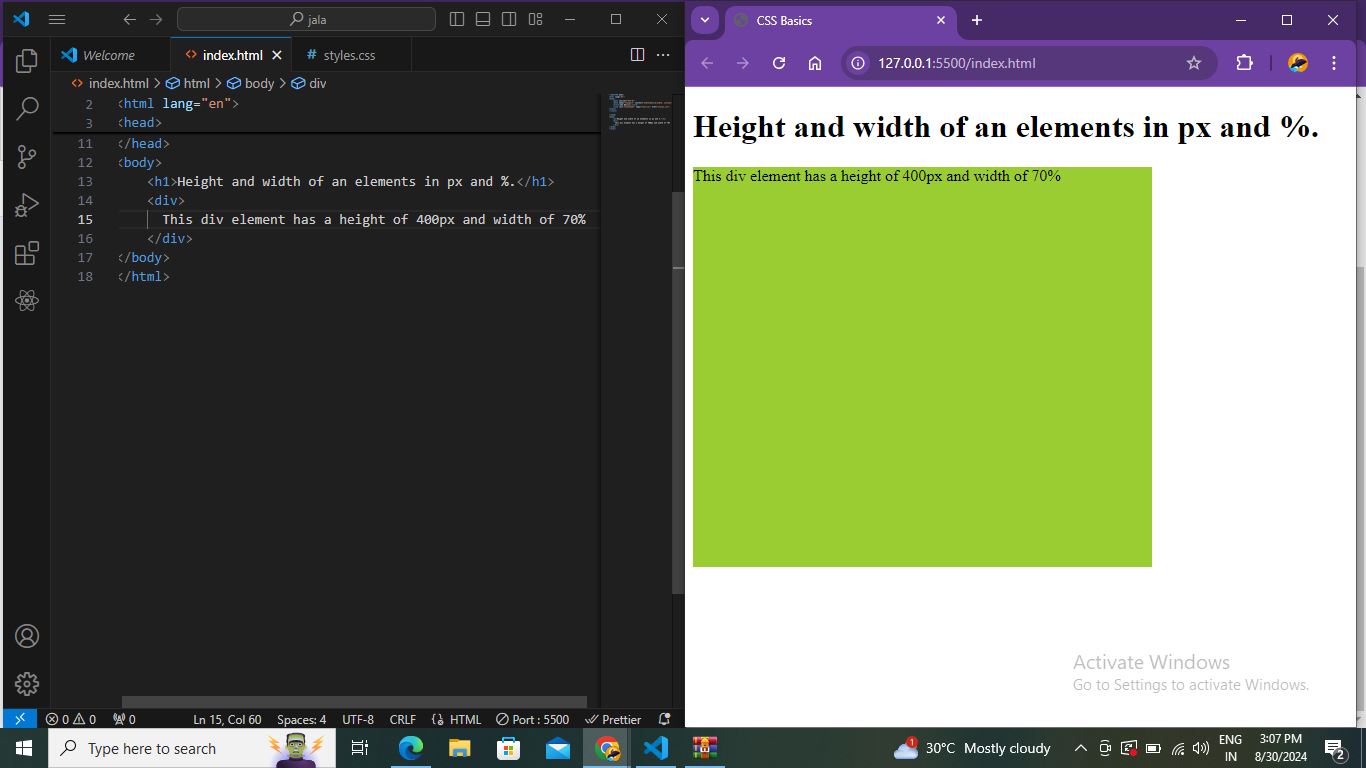 jala
Welcome
index.html
styles.css
index.html > html > body > div
2 <html lang="en">
3 <head>
11 </head>
12 <body>
13 <h1>Height and width of an elements in px and %.</h1>
14 <div>
15 This div element has a height of 400px and width of 70%
16 </div>
17 </body>
18 </html>
0 0 0 Ln 15, Col 60 Spaces: 4 UTF-8 CRLF HTML Port : 5500 Prettier
CSS Basics
127.0.0.1:5500/index.html
Height and width of an elements in px and %.
This div element has a height of 400px and width of 70%
Activate Windows
Go to Settings to activate Windows.
Type here to search
1
30°C Mostly cloudy
ENG
IN
3:07 PM
8/30/2024
2